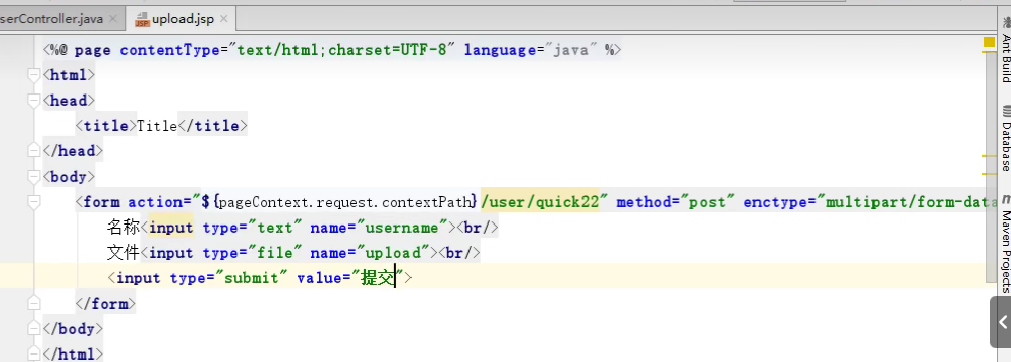 serController.java × upload.jsp ×
<%@ page contentType="text/html;charset=UTF-8" language="java" %>
<html>
<head>
<title>Title</title>
</head>
<body>
<form action="${pageContext.request.contextPath}/user/quick22" method="post" enctype="multipart/form-data
名称<input type="text" name="username"><br/>
文件<input type="file" name="upload"><br/>
<input type="submit" value="提交">
</form>
</body>
</html>
Ant Build
Database
Maven Projects